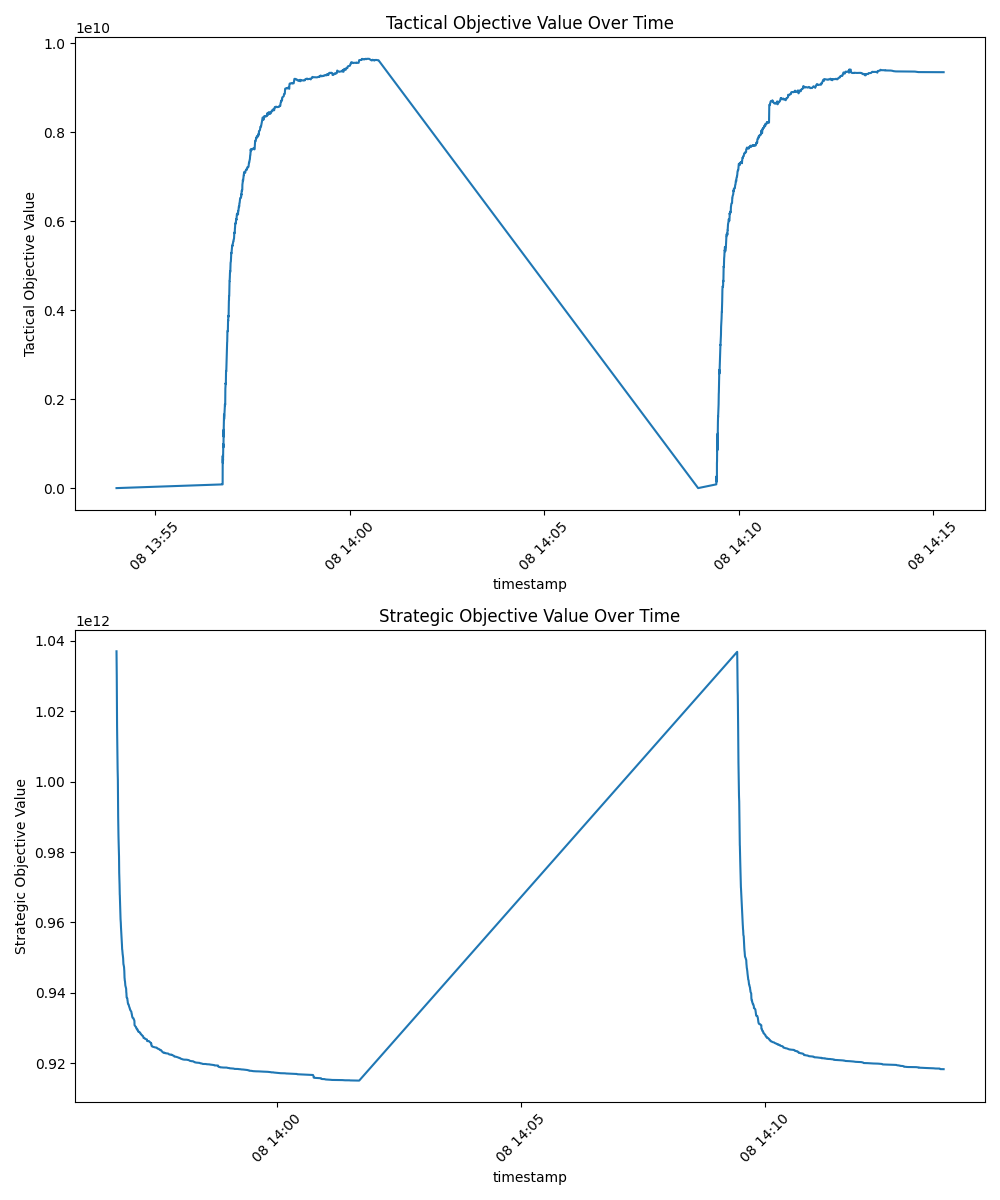 Tactical Objective Value Over Time
1e10
1.0
0.8
0.6
0.4
0.2
0.0
Tactical Objective Value
08 13:55
08 14:00
08 14:05
08 14:10
08 14:15
timestamp
Strategic Objective Value Over Time
1e12
1.04
1.02
1.00
0.98
0.96
0.94
0.92
Strategic Objective Value
08 14:00
08 14:05
08 14:10
timestamp